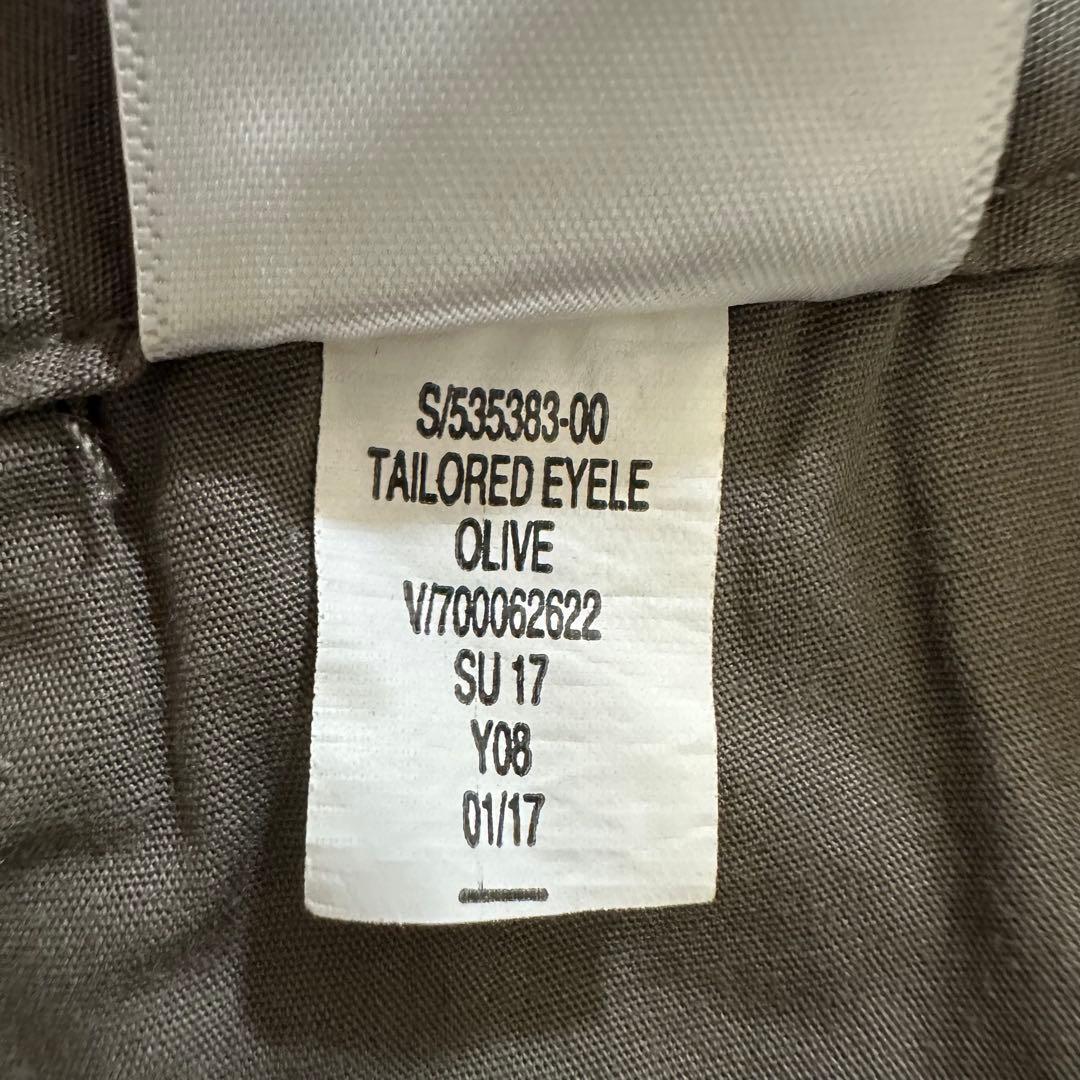 S/535383-00
TAILORED EYELE
OLIVE
V/700062622
SU 17
Y08
01/17